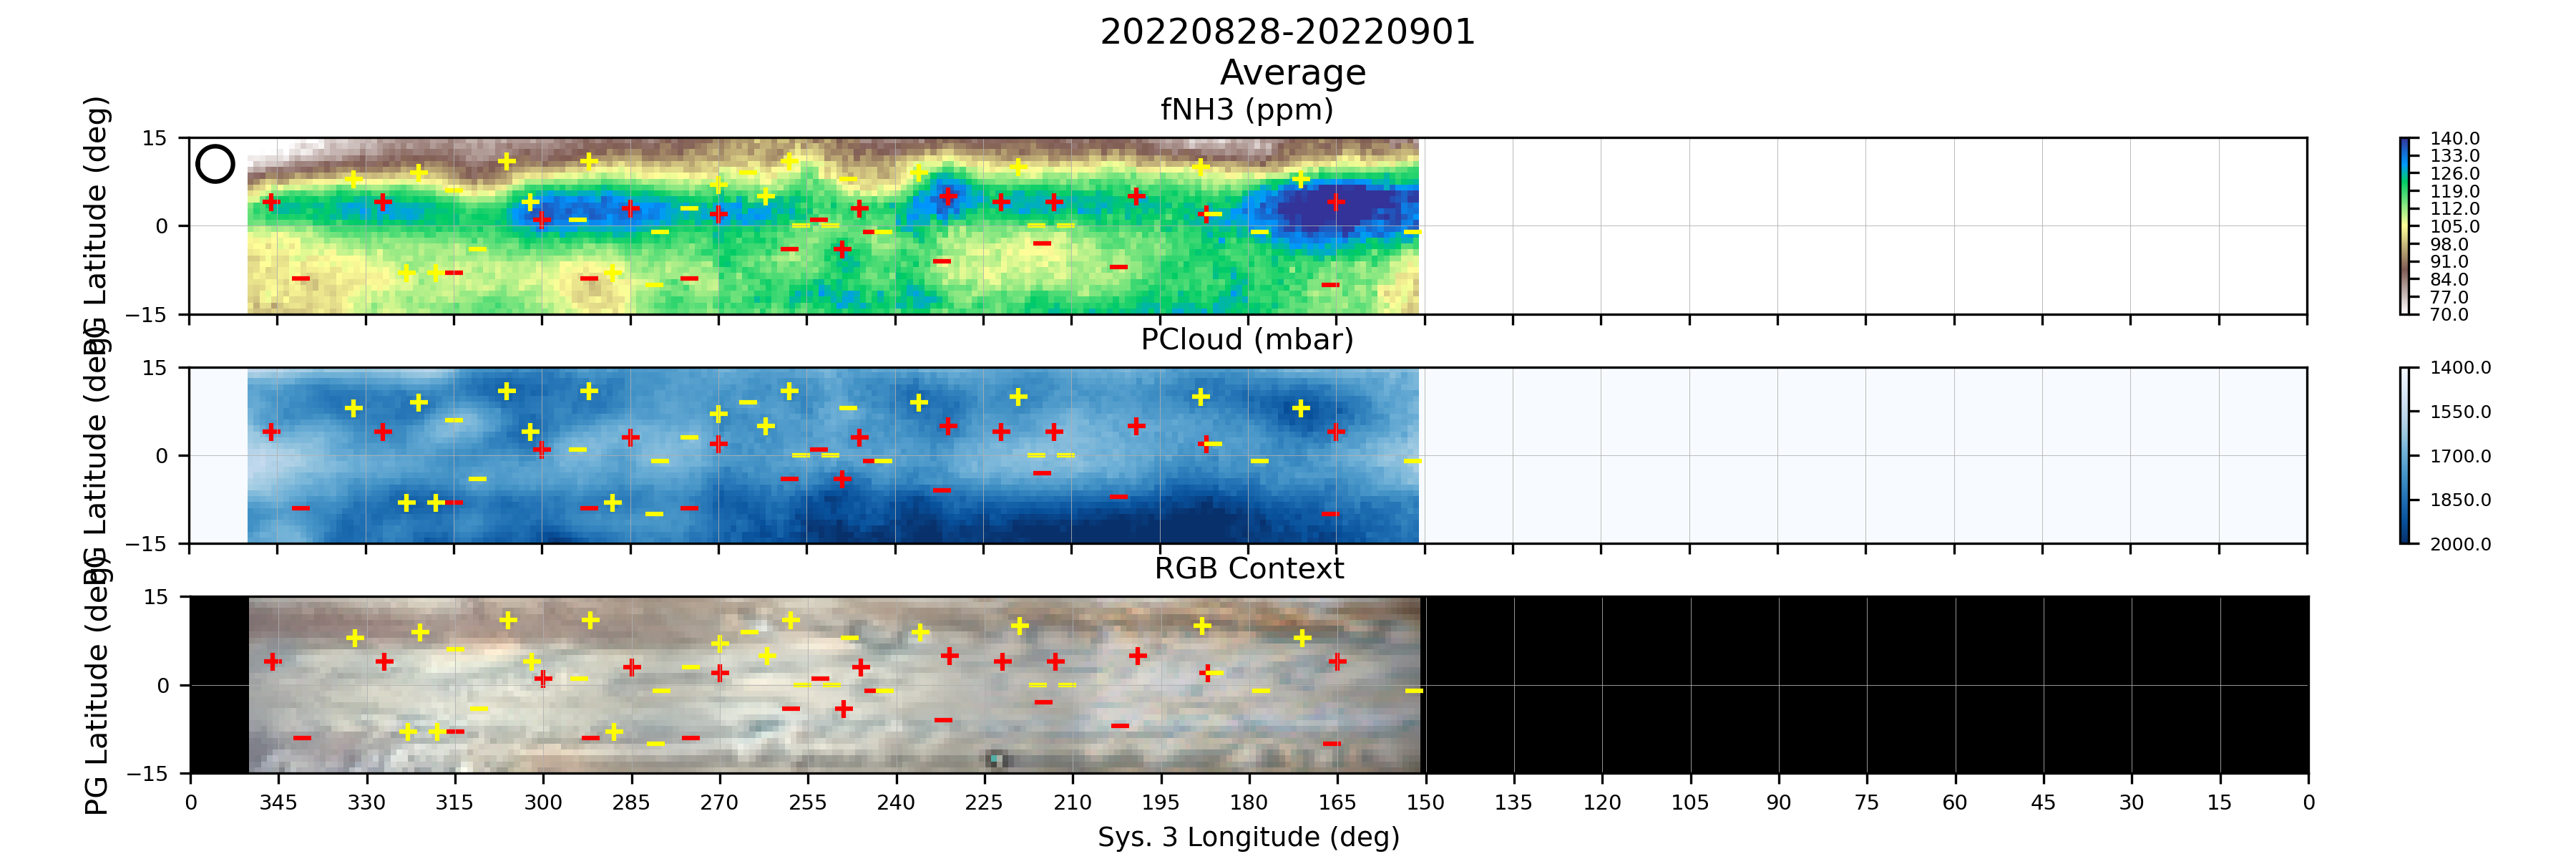 20220828-20220901
Average
fNH3 (ppm)
PG Latitude (deg)
15
0
−15
140.0
133.0
126.0
119.0
112.0
105.0
98.0
91.0
84.0
77.0
70.0
PCloud (mbar)
PG Latitude (deg)
15
0
−15
1400.0
1550.0
1700.0
1850.0
2000.0
RGB Context
PG Latitude (deg)
15
0
−15
0 345 330 315 300 285 270 255 240 225 210 195 180 165 150 135 120 105 90 75 60 45 30 15 0
Sys. 3 Longitude (deg)